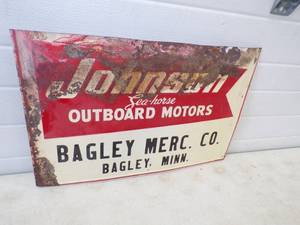 Johnson
Sea-horse
OUTBOARD MOTORS
BAGLEY MERC. CO.
BAGLEY, MINN.